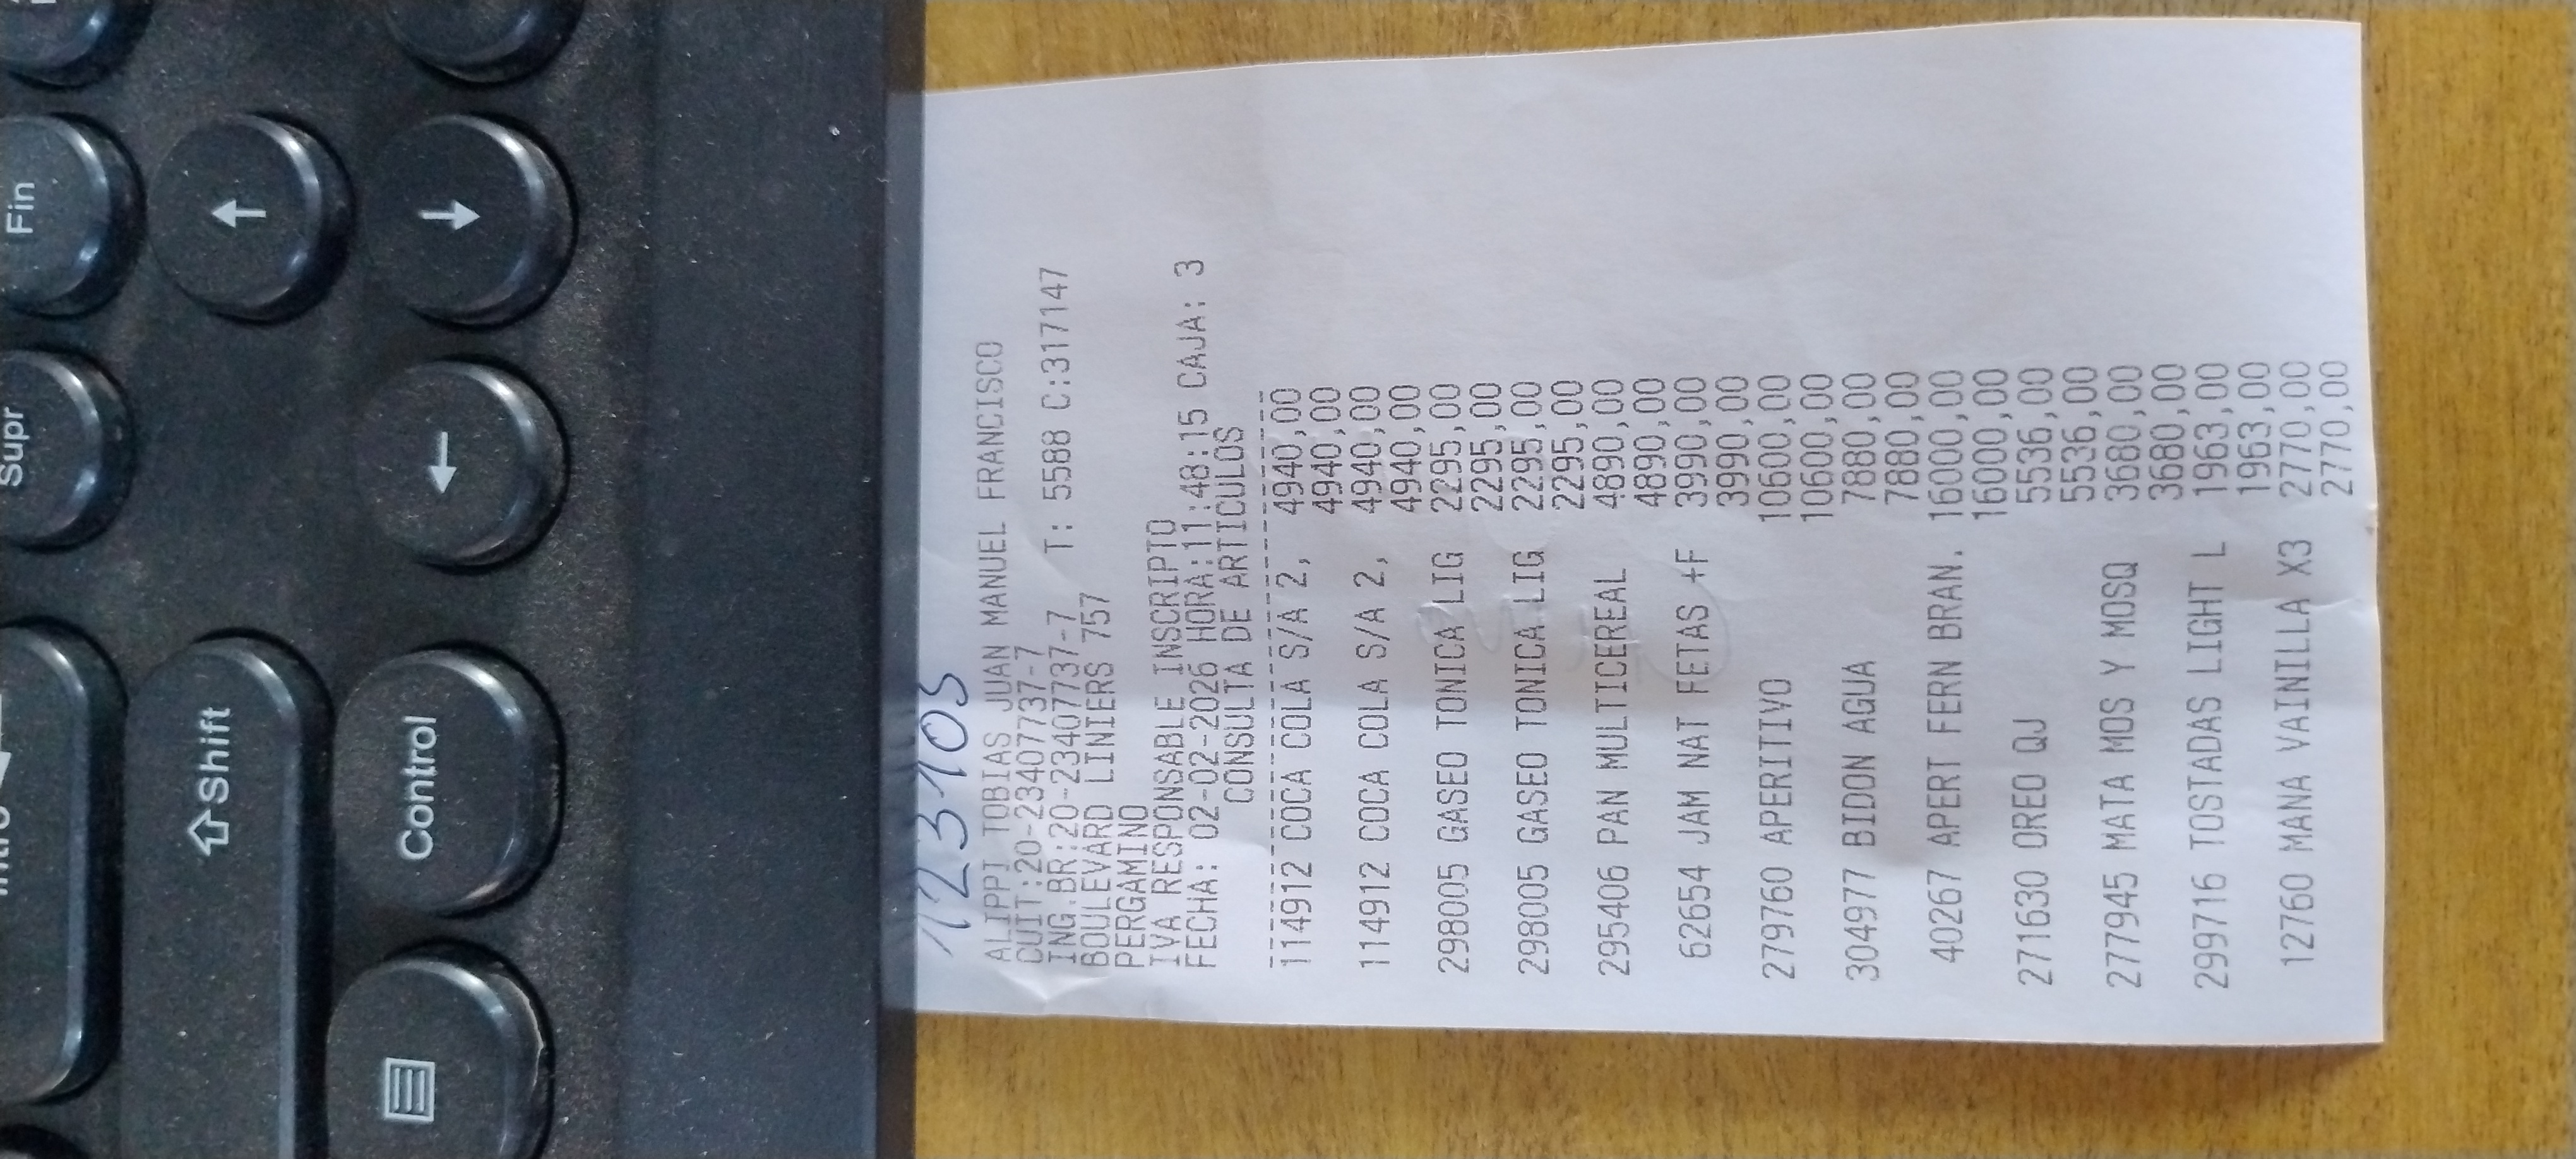 123105
ALIPPI TOBIAS JUAN MANUEL FRANCISCO
CUIT:20-23407737-7
ING.BR:20-23407737-7 T: 5588 C:317147
BOULEVARD LINIERS 757
PERGAMINO
IVA RESPONSABLE INSCRIPTO
FECHA: 02-02-2026 HORA:11:48:15 CAJA: 3
CONSULTA DE ARTICULOS
114912 COCA COLA S/A 2, 4940,00
4940,00
114912 COCA COLA S/A 2, 4940,00
4940,00
298005 GASEO TONICA LIG 2295,00
2295,00
298005 GASEO TONICA LIG 2295,00
2295,00
295406 PAN MULTICEREAL 4890,00
4890,00
62654 JAM NAT FETAS +F 3990,00
3990,00
279760 APERITIVO 10600,00
10600,00
304977 BIDON AGUA 7880,00
7880,00
40267 APERT FERN BRAN. 16000,00
16000,00
271630 OREO QJ 5536,00
5536,00
277945 MATA MOS Y MOSQ 3680,00
3680,00
299716 TOSTADAS LIGHT L 1963,00
1963,00
12760 MANA VAINILLA X3 2770,00
2770,00
Fin
Supr
Shift
Control